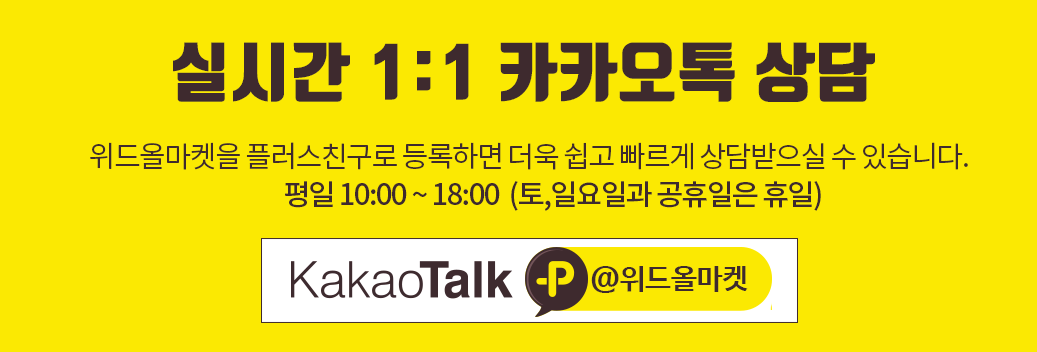 실시간 1:1 카카오톡 상담
위드올마켓을 플러스친구로 등록하면 더욱 쉽고 빠르게 상담받으실 수 있습니다.
평일 10:00 ~ 18:00 (토,일요일과 공휴일은 휴일)
KakaoTalk P @위드올마켓